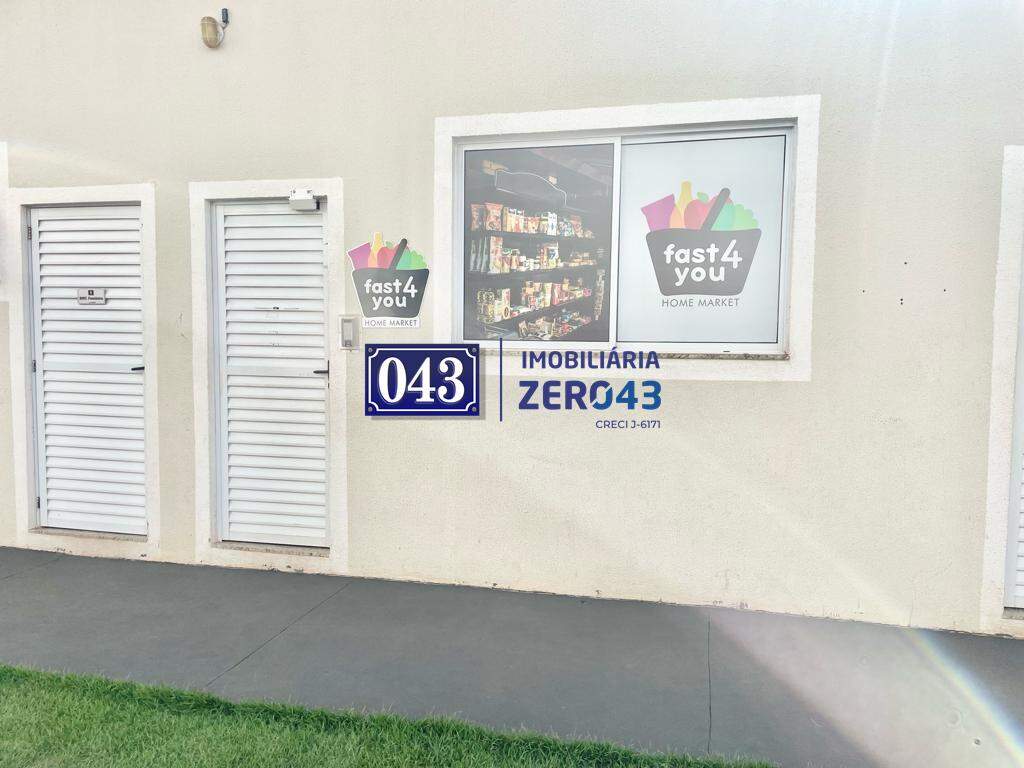 fast4
you
HOME MARKET
fast4
you
HOME MARKET
043
IMOBILIÁRIA
ZERO43
CRECI J-6171